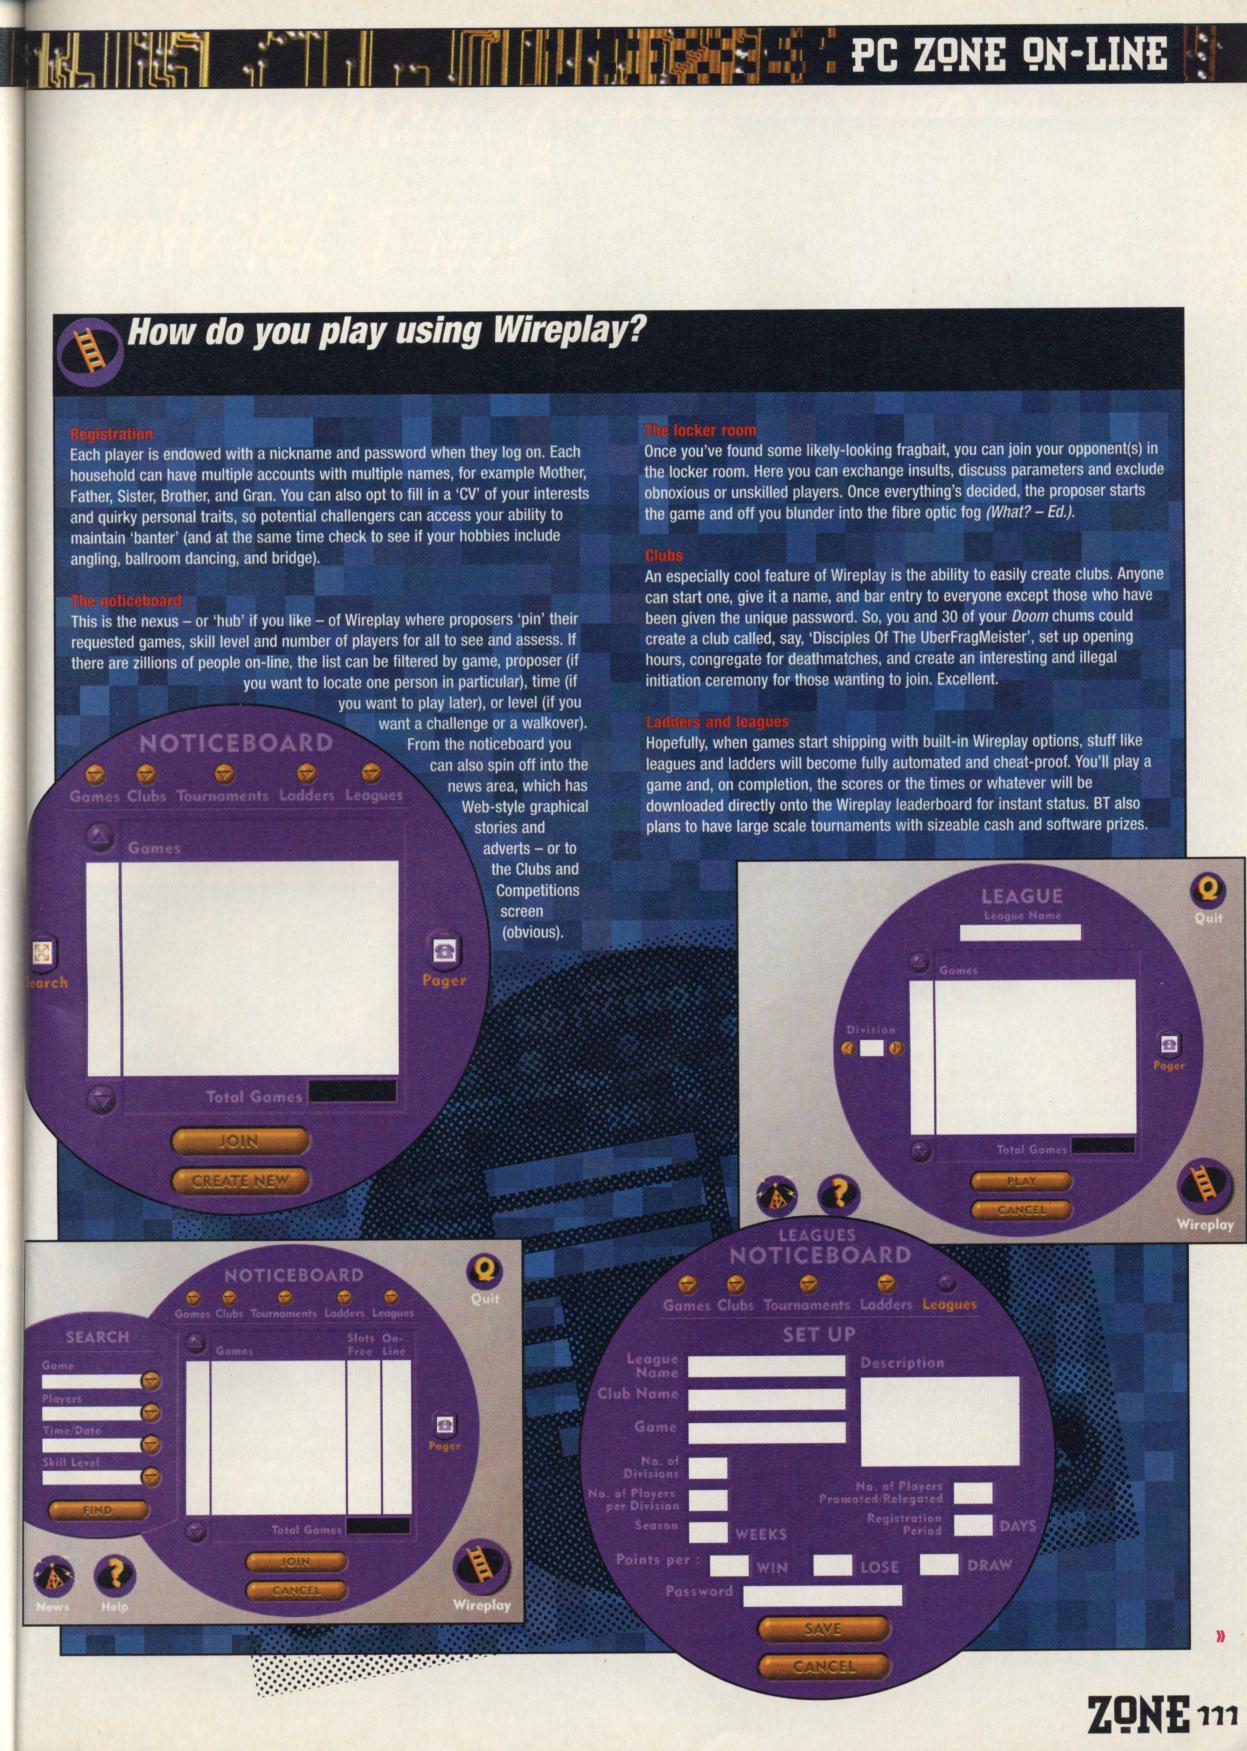 PC ZONE ON-LINE
How do you play using Wireplay?
Registration
Each player is endowed with a nickname and password when they log on. Each
household can have multiple accounts with multiple names, for example Mother,
Father, Sister, Brother, and Gran. You can also opt to fill in a ‘CV’ of your interests
and quirky personal traits, so potential challengers can access your ability to
maintain ‘banter’ (and at the same time check to see if your hobbies include
angling, ballroom dancing, and bridge).
The noticeboard
This is the nexus – or ‘hub’ if you like – of Wireplay where proposers ‘pin’ their
requested games, skill level and number of players for all to see and assess. If
there are zillions of people on-line, the list can be filtered by game, proposer (if
you want to locate one person in particular), time (if
you want to play later), or level (if you
want a challenge or a walkover).
From the noticeboard you
can also spin off into the
news area, which has
Web-style graphical
stories and
adverts – or to
the Clubs and
Competitions
screen
(obvious).
The locker room
Once you’ve found some likely-looking fragbait, you can join your opponent(s) in
the locker room. Here you can exchange insults, discuss parameters and exclude
obnoxious or unskilled players. Once everything’s decided, the proposer starts
the game and off you blunder into the fibre optic fog (What? – Ed.).
Clubs
An especially cool feature of Wireplay is the ability to easily create clubs. Anyone
can start one, give it a name, and bar entry to everyone except those who have
been given the unique password. So, you and 30 of your Doom chums could
create a club called, say, ‘Disciples Of The UberFragMeister’, set up opening
hours, congregate for deathmatches, and create an interesting and illegal
initiation ceremony for those wanting to join. Excellent.
Ladders and leagues
Hopefully, when games start shipping with built-in Wireplay options, stuff like
leagues and ladders will become fully automated and cheat-proof. You’ll play a
game and, on completion, the scores or the times or whatever will be
downloaded directly onto the Wireplay leaderboard for instant status. BT also
plans to have large scale tournaments with sizeable cash and software prizes.
NOTICEBOARD
Games Clubs Tournaments Ladders Leagues
Games
Pager
Total Games
JOIN
CREATE NEW
LEAGUE
League Name
Q
Quit
Games
Division
Pager
Total Games
PLAY
CANCEL
?
Wireplay
NOTICEBOARD
Games Clubs Tournaments Ladders Leagues
Q
Quit
SEARCH
Game
Players
Time/Date
Skill Level
FIND
Games
Slots On-
Free Line
Pager
Total Games
JOIN
CANCEL
?
News Help
Wireplay
LEAGUES
NOTICEBOARD
Games Clubs Tournaments Ladders Leagues
SET UP
League
Name
Club Name
Game
Description
No. of
Divisions
No. of Players
per Division
Season
WEEKS
No. of Players
Promoted/Relegated
Registration
Period
DAYS
Points per :
WIN
LOSE
DRAW
Password
SAVE
CANCEL
»
ZONE 111